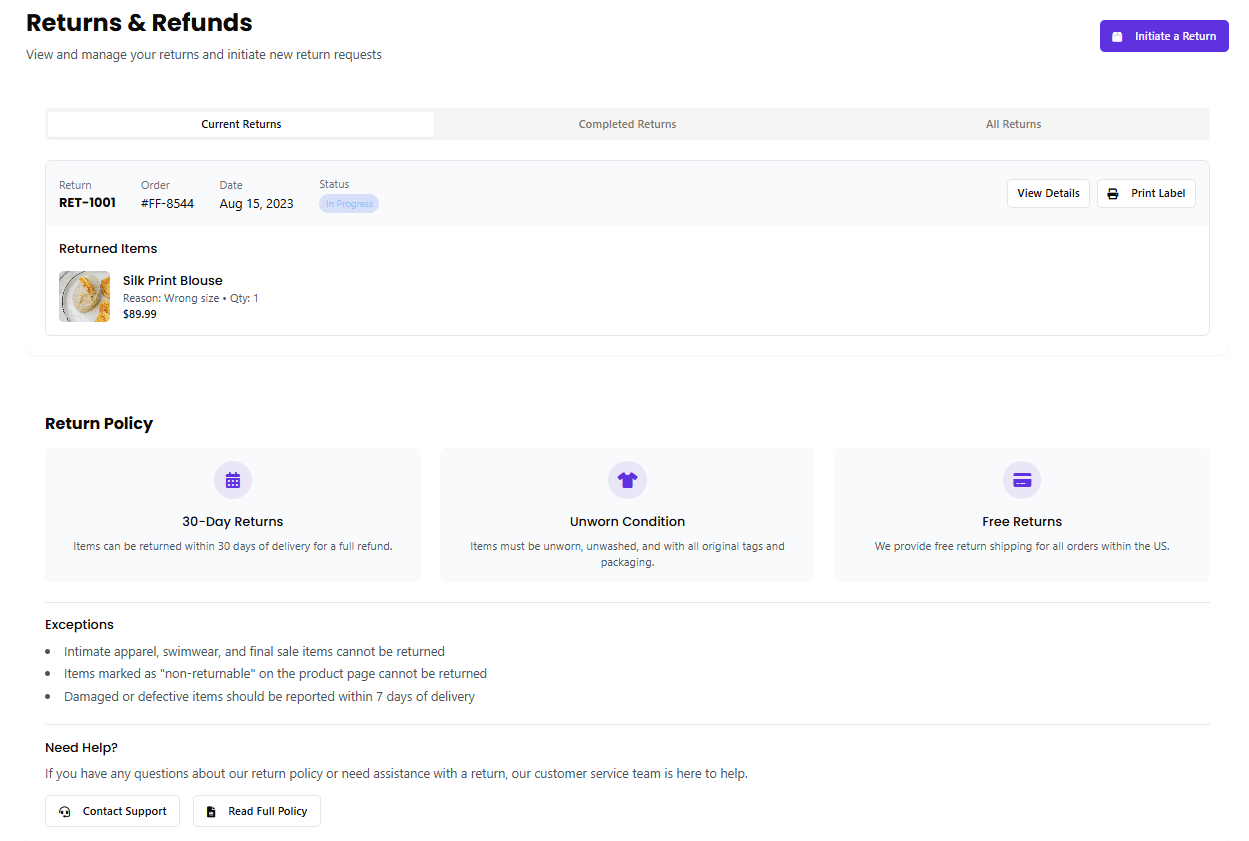 Returns & Refunds
View and manage your returns and initiate new return requests
Initiate a Return
Current Returns
Completed Returns
All Returns
Return
RET-1001
Order
#FF-8544
Date
Aug 15, 2023
Status
In Progress
View Details
Print Label
Returned Items
Silk Print Blouse
Reason: Wrong size • Qty: 1
$89.99
Return Policy
30-Day Returns
Items can be returned within 30 days of delivery for a full refund.
Unworn Condition
Items must be unworn, unwashed, and with all original tags and
packaging.
Free Returns
We provide free return shipping for all orders within the US.
Exceptions
• Intimate apparel, swimwear, and final sale items cannot be returned
• Items marked as "non-returnable" on the product page cannot be returned
• Damaged or defective items should be reported within 7 days of delivery
Need Help?
If you have any questions about our return policy or need assistance with a return, our customer service team is here to help.
Contact Support
Read Full Policy